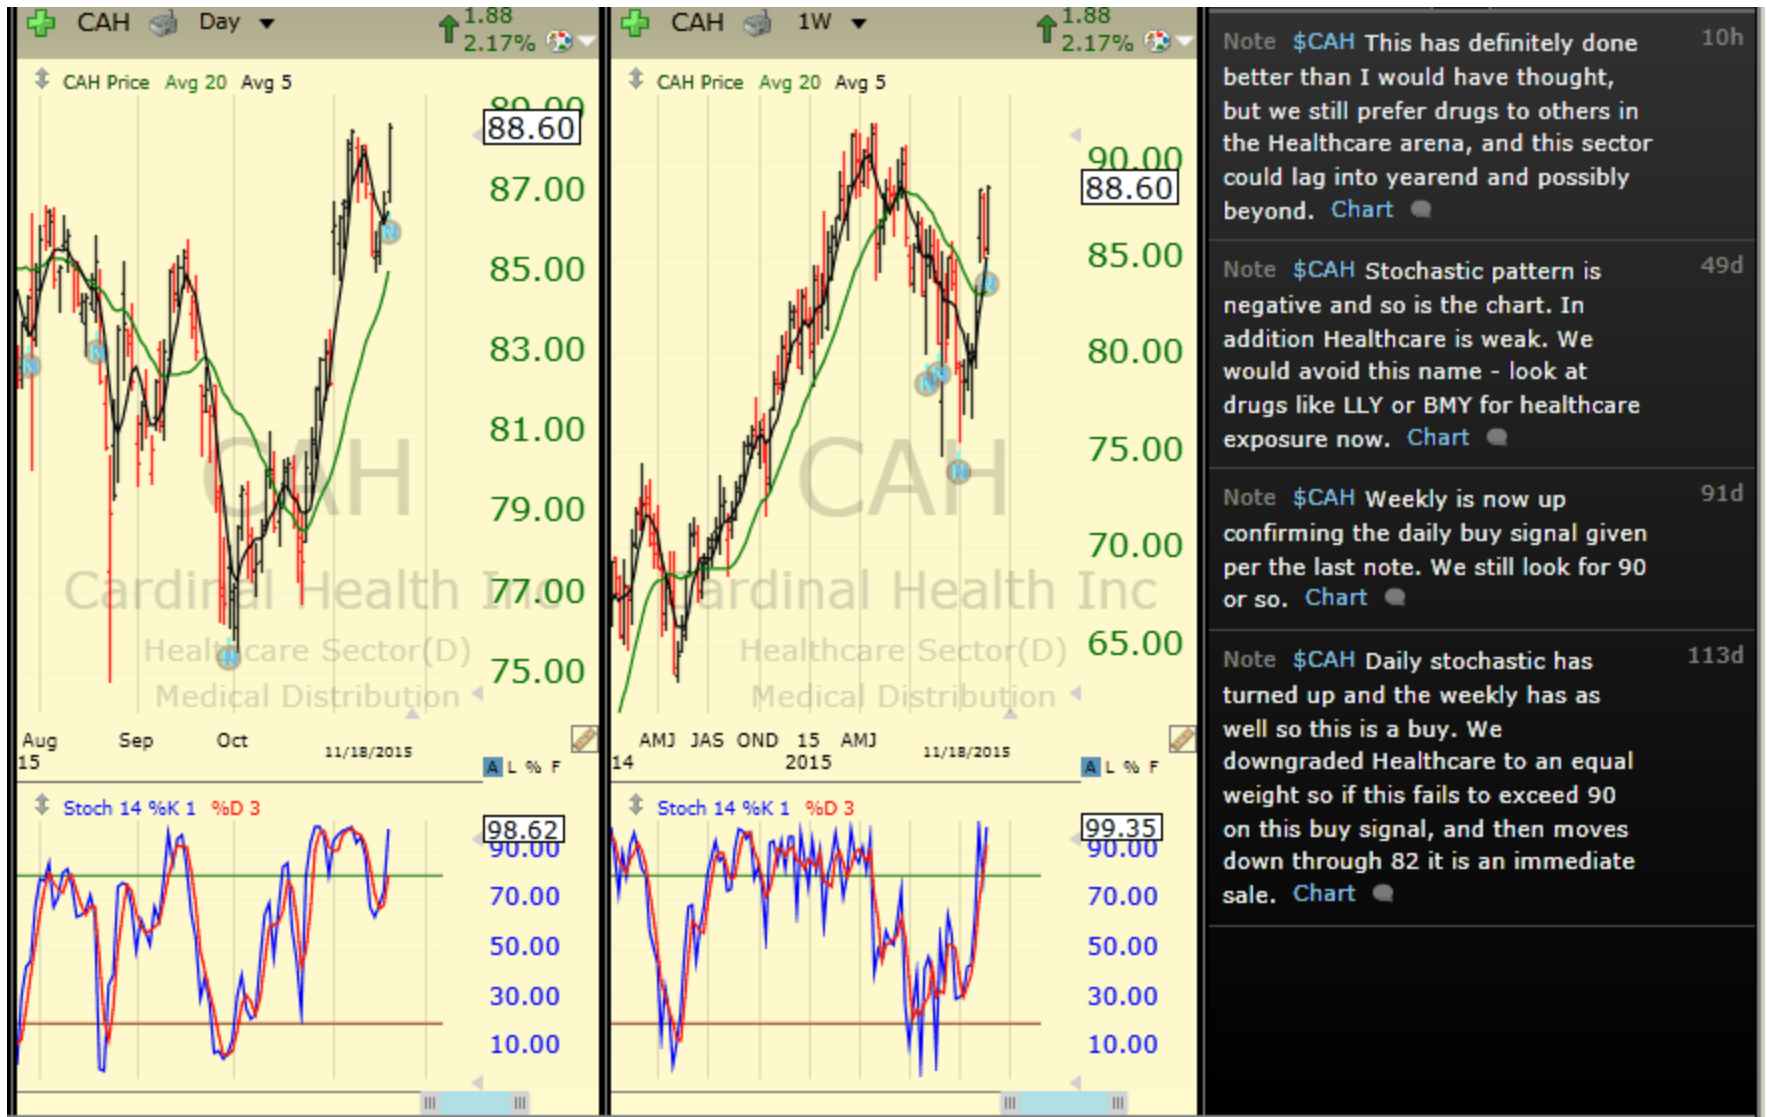 CAH Day 1.88
2.17%
CAH Price Avg 20 Avg 5
89.00
88.60
87.00
85.00
83.00
81.00
79.00
77.00
75.00
CAH
Cardinal Health Inc
Healthcare Sector(D)
Medical Distribution
Aug Sep Oct 11/18/2015
15
A L % F
Stoch 14 %K 1 %D 3
98.62
90.00
70.00
50.00
30.00
10.00
CAH 1W 1.88
2.17%
CAH Price Avg 20 Avg 5
90.00
88.60
85.00
80.00
75.00
70.00
65.00
CAH
Cardinal Health Inc
Healthcare Sector(D)
Medical Distribution
AMJ JAS OND 15 AMJ 11/18/2015
14 2015
A L % F
Stoch 14 %K 1 %D 3
99.35
90.00
70.00
50.00
30.00
10.00
Note $CAH This has definitely done 10h
better than I would have thought,
but we still prefer drugs to others in
the Healthcare arena, and this sector
could lag into yearend and possibly
beyond. Chart
Note $CAH Stochastic pattern is 49d
negative and so is the chart. In
addition Healthcare is weak. We
would avoid this name - look at
drugs like LLY or BMY for healthcare
exposure now. Chart
Note $CAH Weekly is now up 91d
confirming the daily buy signal given
per the last note. We still look for 90
or so. Chart
Note $CAH Daily stochastic has 113d
turned up and the weekly has as
well so this is a buy. We
downgraded Healthcare to an equal
weight so if this fails to exceed 90
on this buy signal, and then moves
down through 82 it is an immediate
sale. Chart